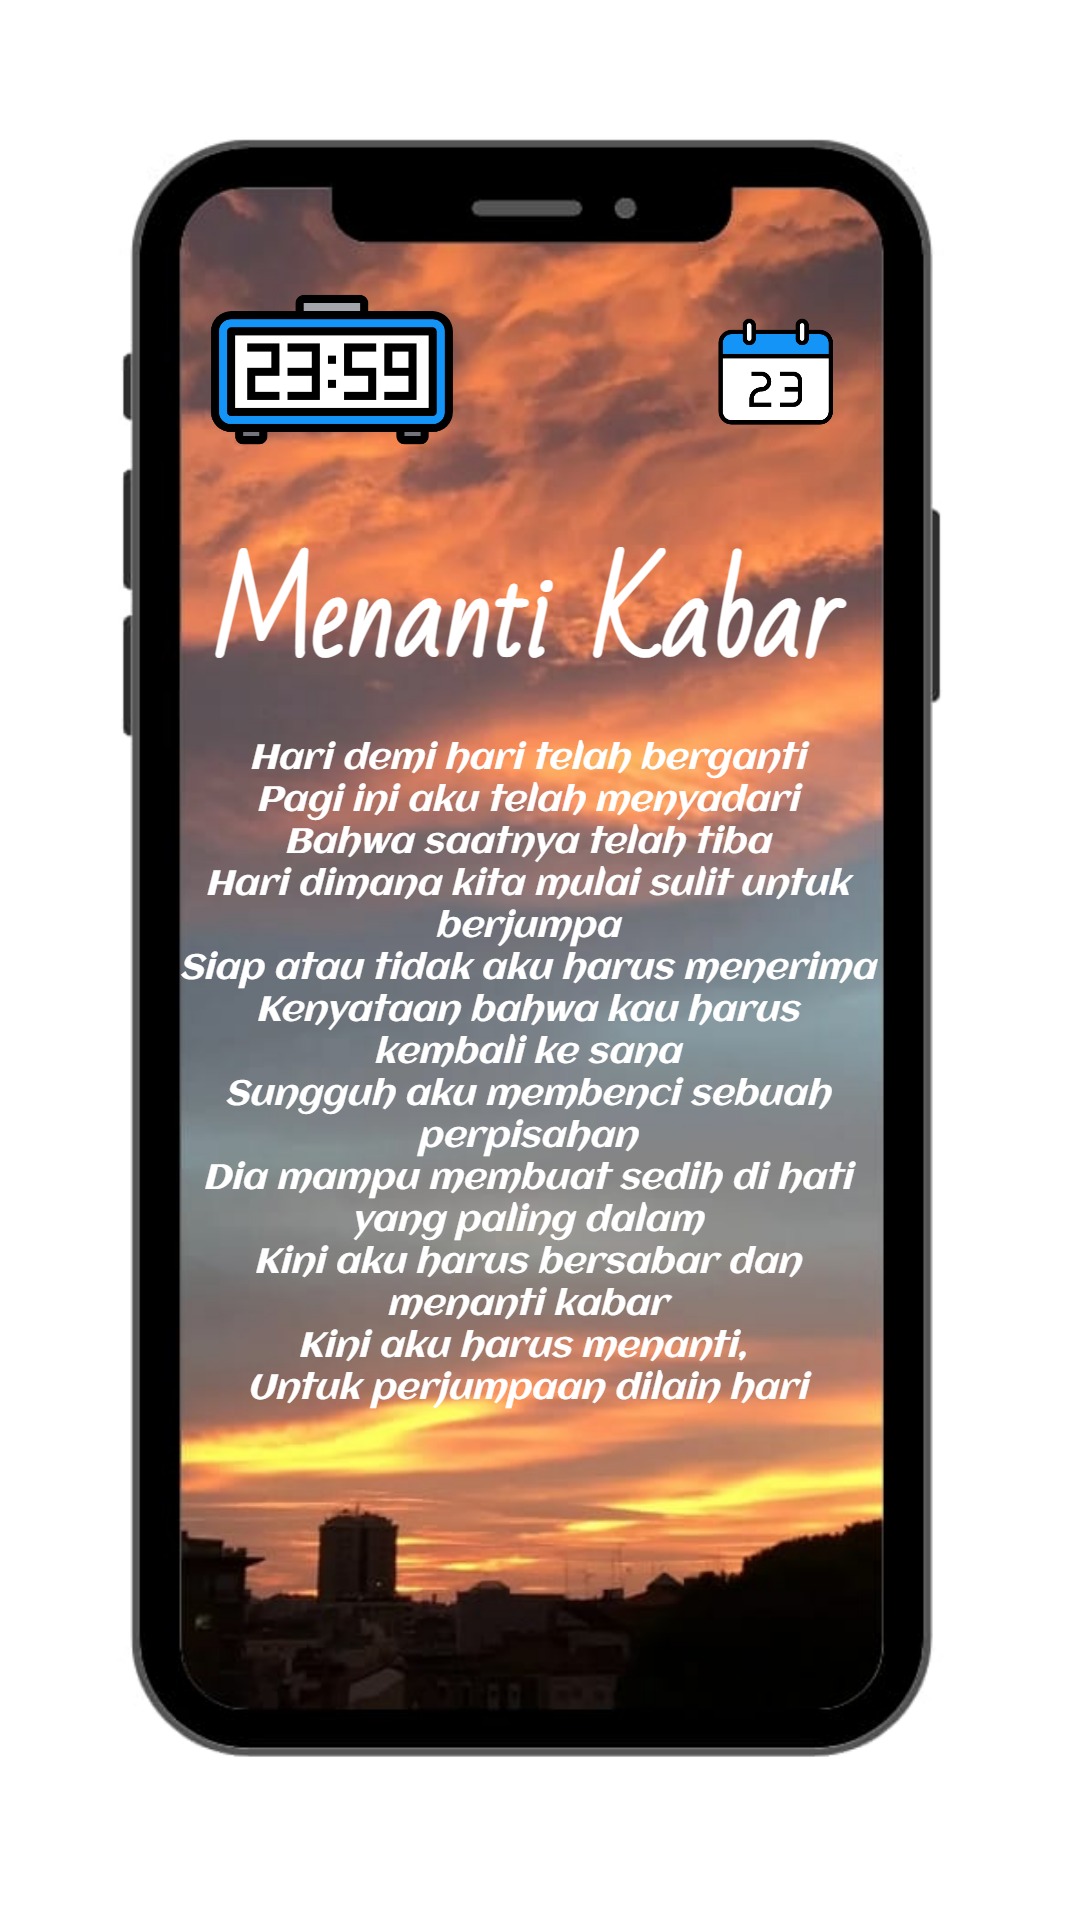 23:59
23
Menanti Kabar
Hari demi hari telah berganti
Pagi ini aku telah menyadari
Bahwa saatnya telah tiba
Hari dimana kita mulai sulit untuk
berjumpa
Siap atau tidak aku harus menerima
Kenyataan bahwa kau harus
kembali ke sana
Sungguh aku membenci sebuah
perpisahan
Dia mampu membuat sedih di hati
yang paling dalam
Kini aku harus bersabar dan
menanti kabar
Kini aku harus menanti,
Untuk perjumpaan dilain hari